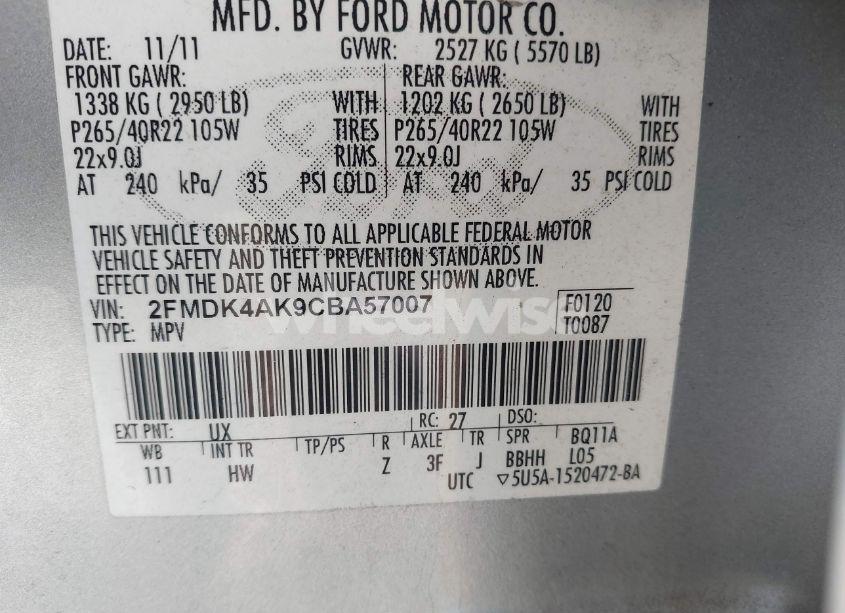 MFD. BY FORD MOTOR CO.
DATE: 11/11 GVWR: 2527 KG ( 5570 LB)
FRONT GAWR: REAR GAWR:
1338 KG ( 2950 LB) WITH 1202 KG ( 2650 LB) WITH
P265/40R22 105W TIRES P265/40R22 105W TIRES
22x9.0J RIMS 22x9.0J RIMS
AT 240 kPa/ 35 PSI COLD AT 240 kPa/ 35 PSI COLD
Ford
THIS VEHICLE CONFORMS TO ALL APPLICABLE FEDERAL MOTOR
VEHICLE SAFETY AND THEFT PREVENTION STANDARDS IN
EFFECT ON THE DATE OF MANUFACTURE SHOWN ABOVE.
VIN: 2FMDK4AK9CBA57007 F0120
TYPE: MPV T0087
wheelwise
EXT PNT: UX RC: 27 DSO:
WB INT TR TP/PS R AXLE TR SPR BQ11A
111 HW Z 3F J BBHH L05
UTC ▽5U5A-1520472-BA